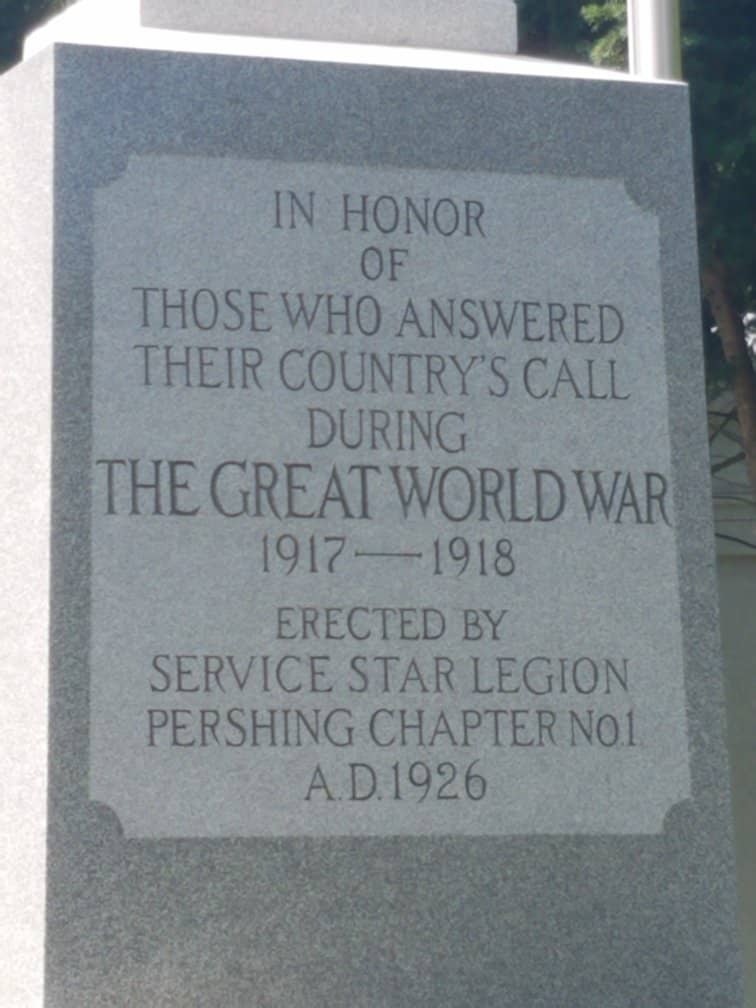 IN HONOR
OF
THOSE WHO ANSWERED
THEIR COUNTRY'S CALL
DURING
THE GREAT WORLD WAR
1917—1918
ERECTED BY
SERVICE STAR LEGION
PERSHING CHAPTER NO.1
A.D.1926